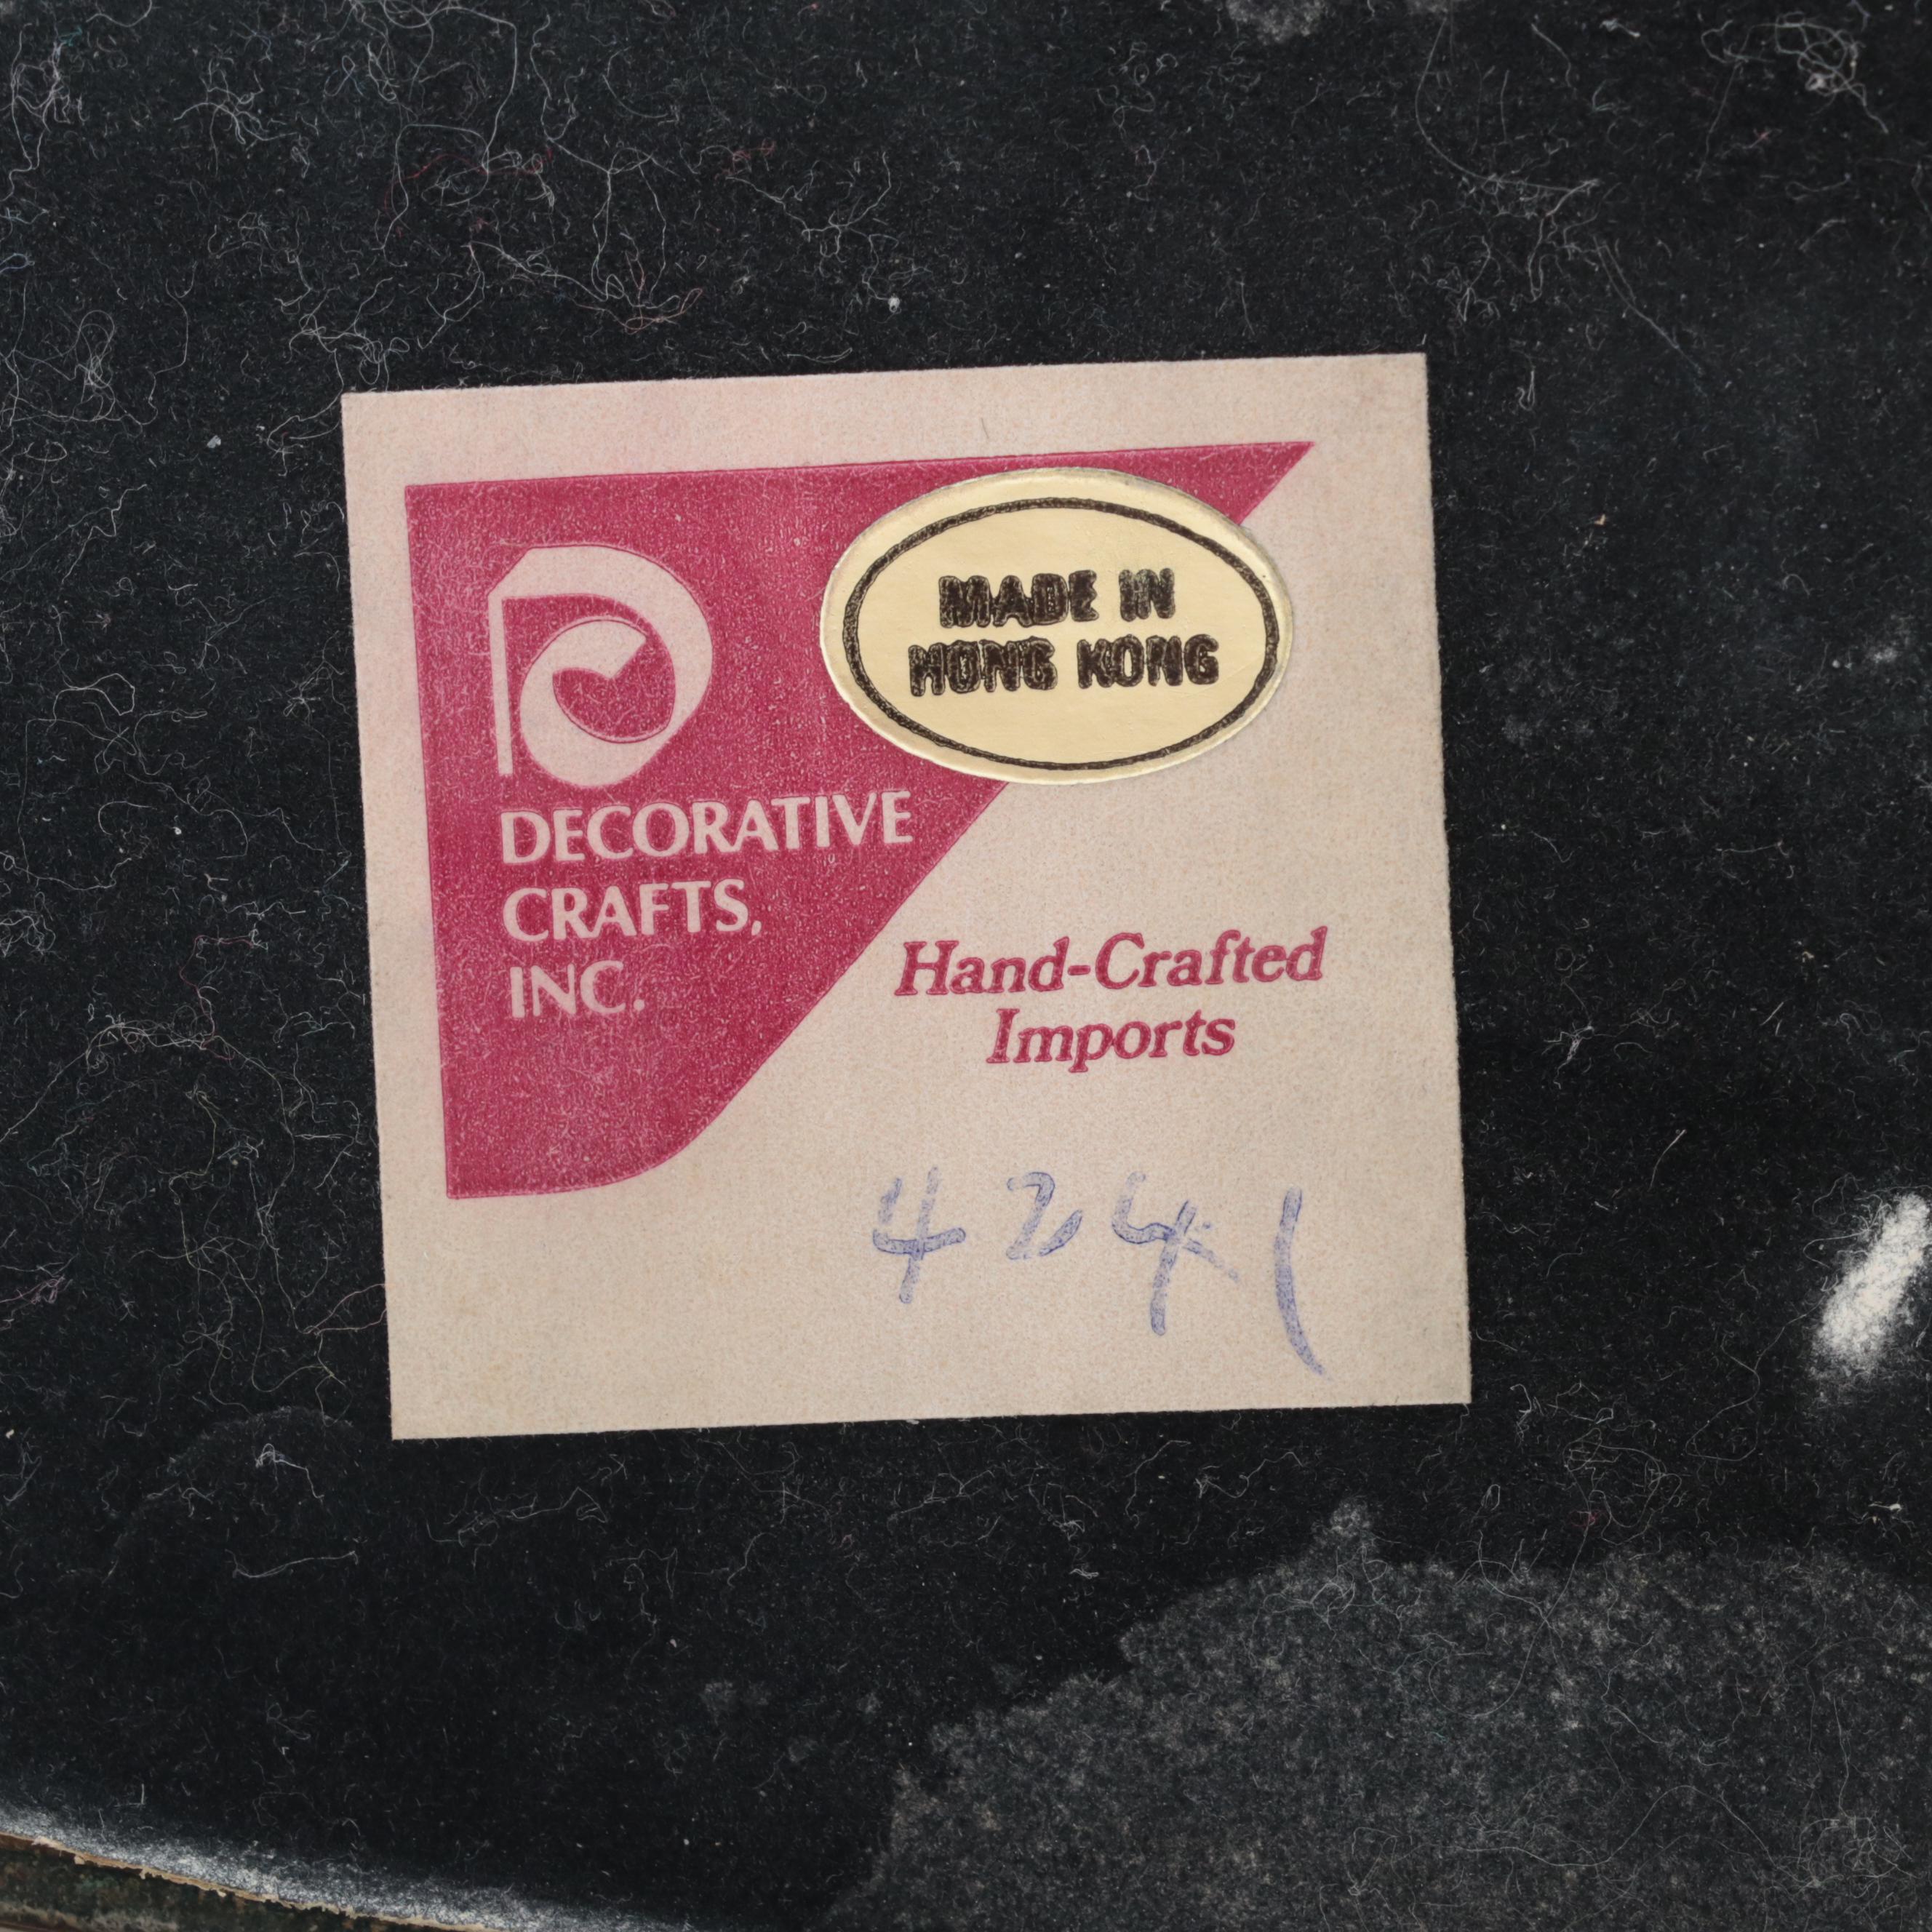 MADE IN
HONG KONG
DECORATIVE
CRAFTS,
INC.
Hand-Crafted
Imports
4241